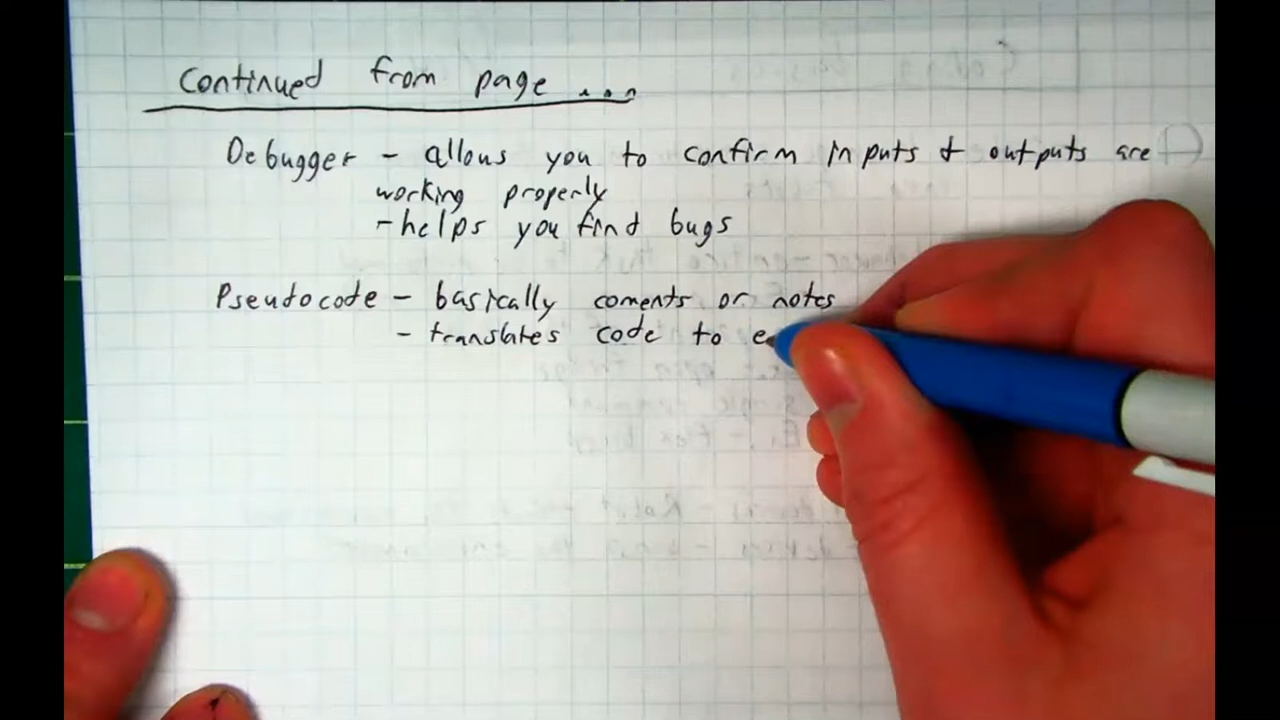 Continued from page ...
Debugger - allows you to confirm inputs & outputs are
working properly
- helps you find bugs
Pseudocode - basically coments or notes
- translates code to e